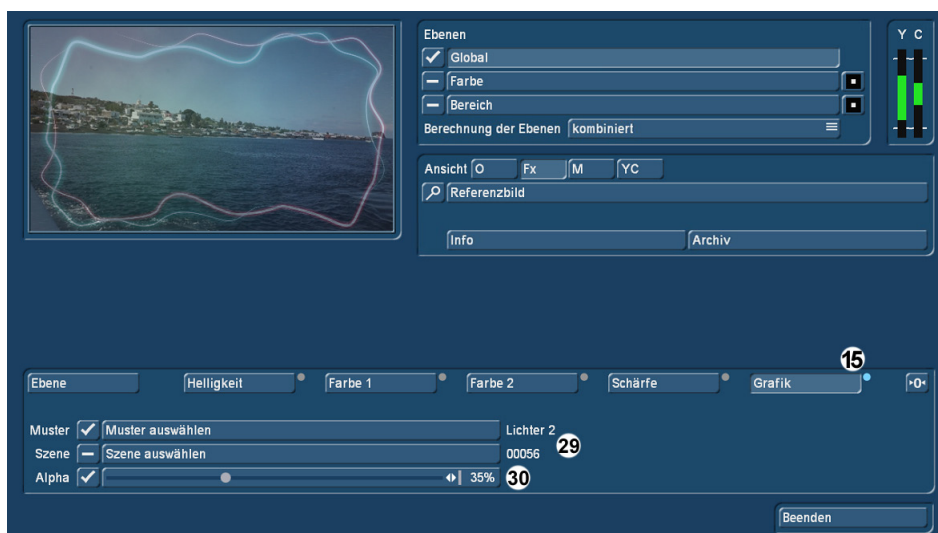 Ebenen
Global
Farbe
Bereich
Berechnung der Ebenen kombiniert
Y C
Ansicht O Fx M YC
Referenzbild
Info Archiv
15
Ebene Helligkeit Farbe 1 Farbe 2 Schärfe Grafik 0
Muster Muster auswählen Lichter 2
Szene Szene auswählen 00056 29
Alpha 35% 30
Beenden